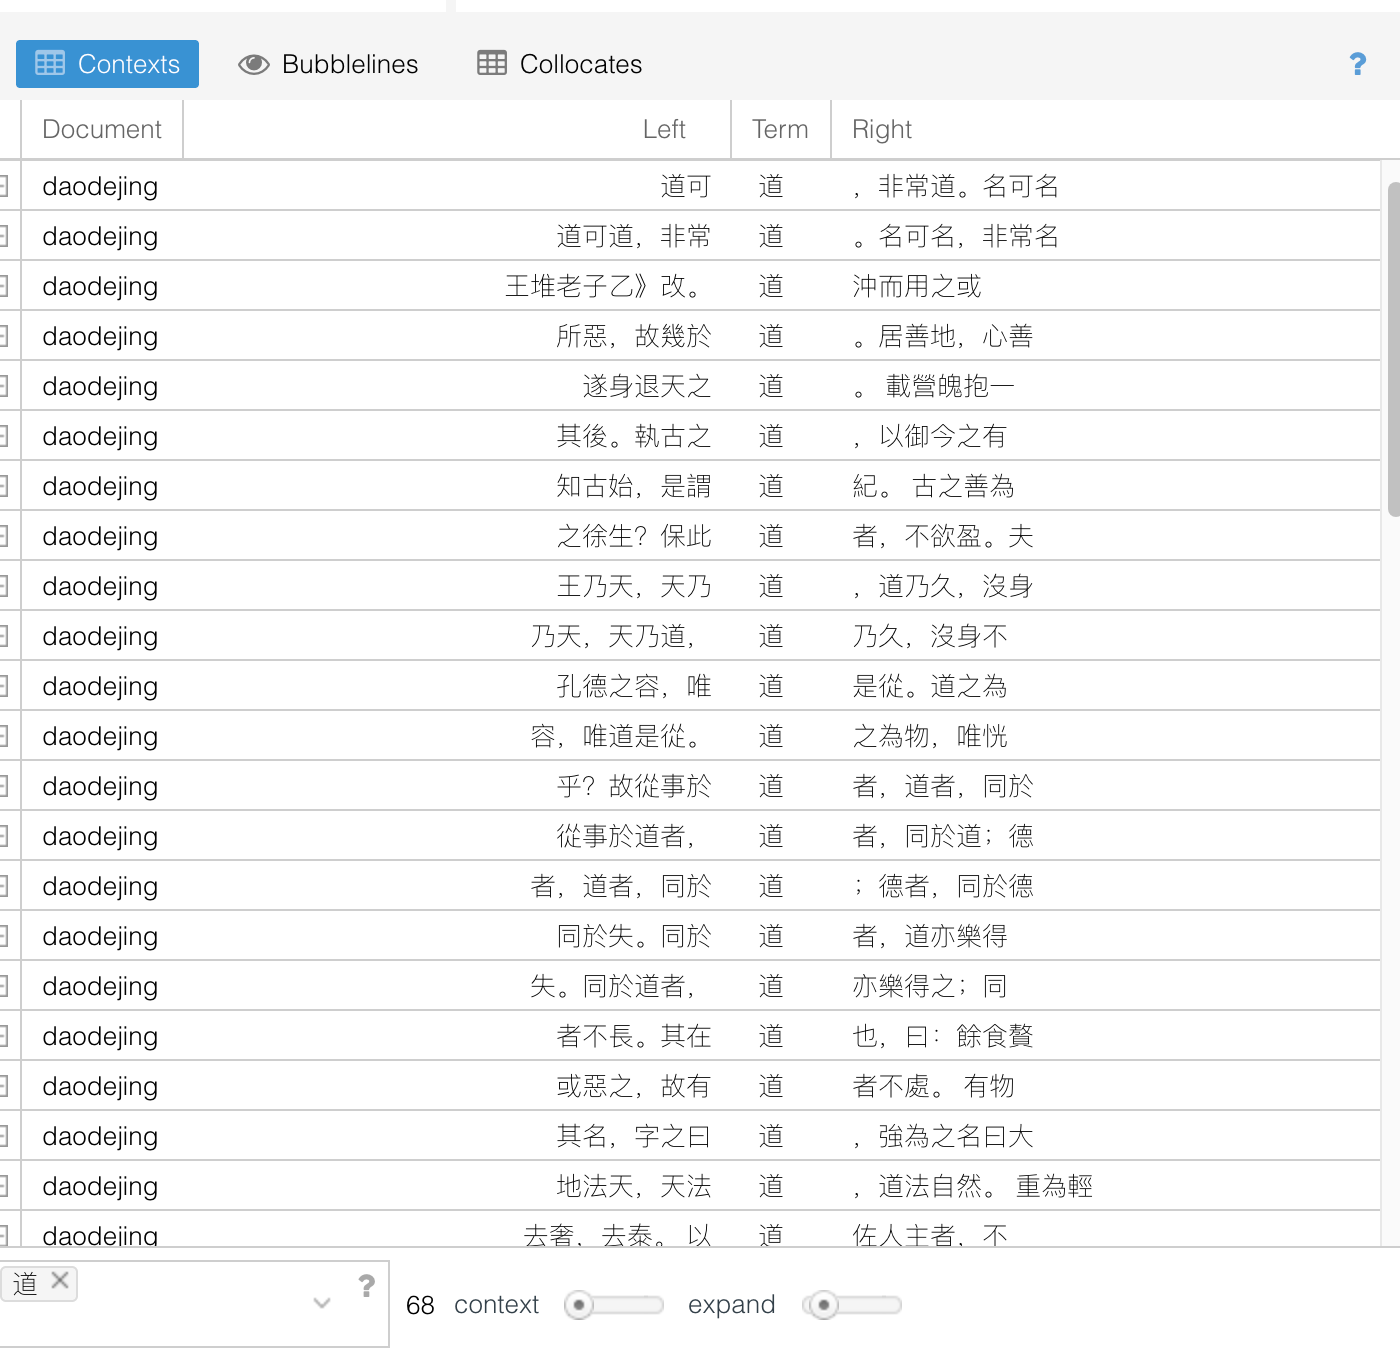 Contexts Bubblelines Collocates ?
Document Left Term Right
daodejing 道可 道 ，非常道。名可名
daodejing 道可道，非常 道 。名可名，非常名
daodejing 王堆老子乙》改。 道 沖而用之或
daodejing 所惡，故幾於 道 。居善地，心善
daodejing 遂身退天之 道 。 載營魄抱一
daodejing 其後。執古之 道 ，以御今之有
daodejing 知古始，是謂 道 紀。 古之善為
daodejing 之徐生？保此 道 者，不欲盈。夫
daodejing 王乃天，天乃 道 ，道乃久，沒身
daodejing 乃天，天乃道， 道 乃久，沒身不
daodejing 孔德之容，唯 道 是從。道之為
daodejing 容，唯道是從。 道 之為物，唯恍
daodejing 乎？故從事於 道 者，道者，同於
daodejing 從事於道者， 道 者，同於道；德
daodejing 者，道者，同於 道 ；德者，同於德
daodejing 同於失。同於 道 者，道亦樂得
daodejing 失。同於道者， 道 亦樂得之；同
daodejing 者不長。其在 道 也，曰：餘食贅
daodejing 或惡之，故有 道 者不處。 有物
daodejing 其名，字之曰 道 ，強為之名曰大
daodejing 地法天，天法 道 ，道法自然。 重為輕
daodejing 去奢，去泰。 以 道 佐人主者，不
道 ? 68 context expand